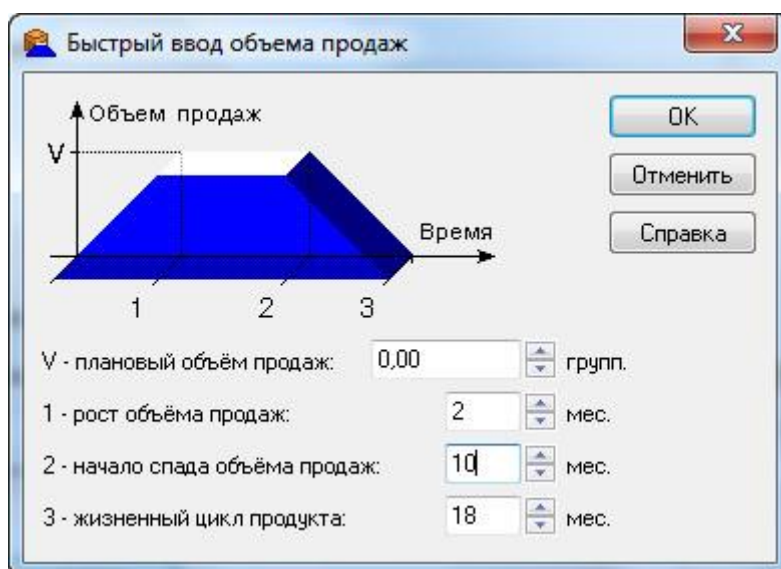 Быстрый ввод объема продаж
Объем продаж
V
Время
1 2 3
OK
Отменить
Справка
V - плановый объём продаж: 0,00 групп.
1 - рост объёма продаж: 2 мес.
2 - начало спада объёма продаж: 10 мес.
3 - жизненный цикл продукта: 18 мес.